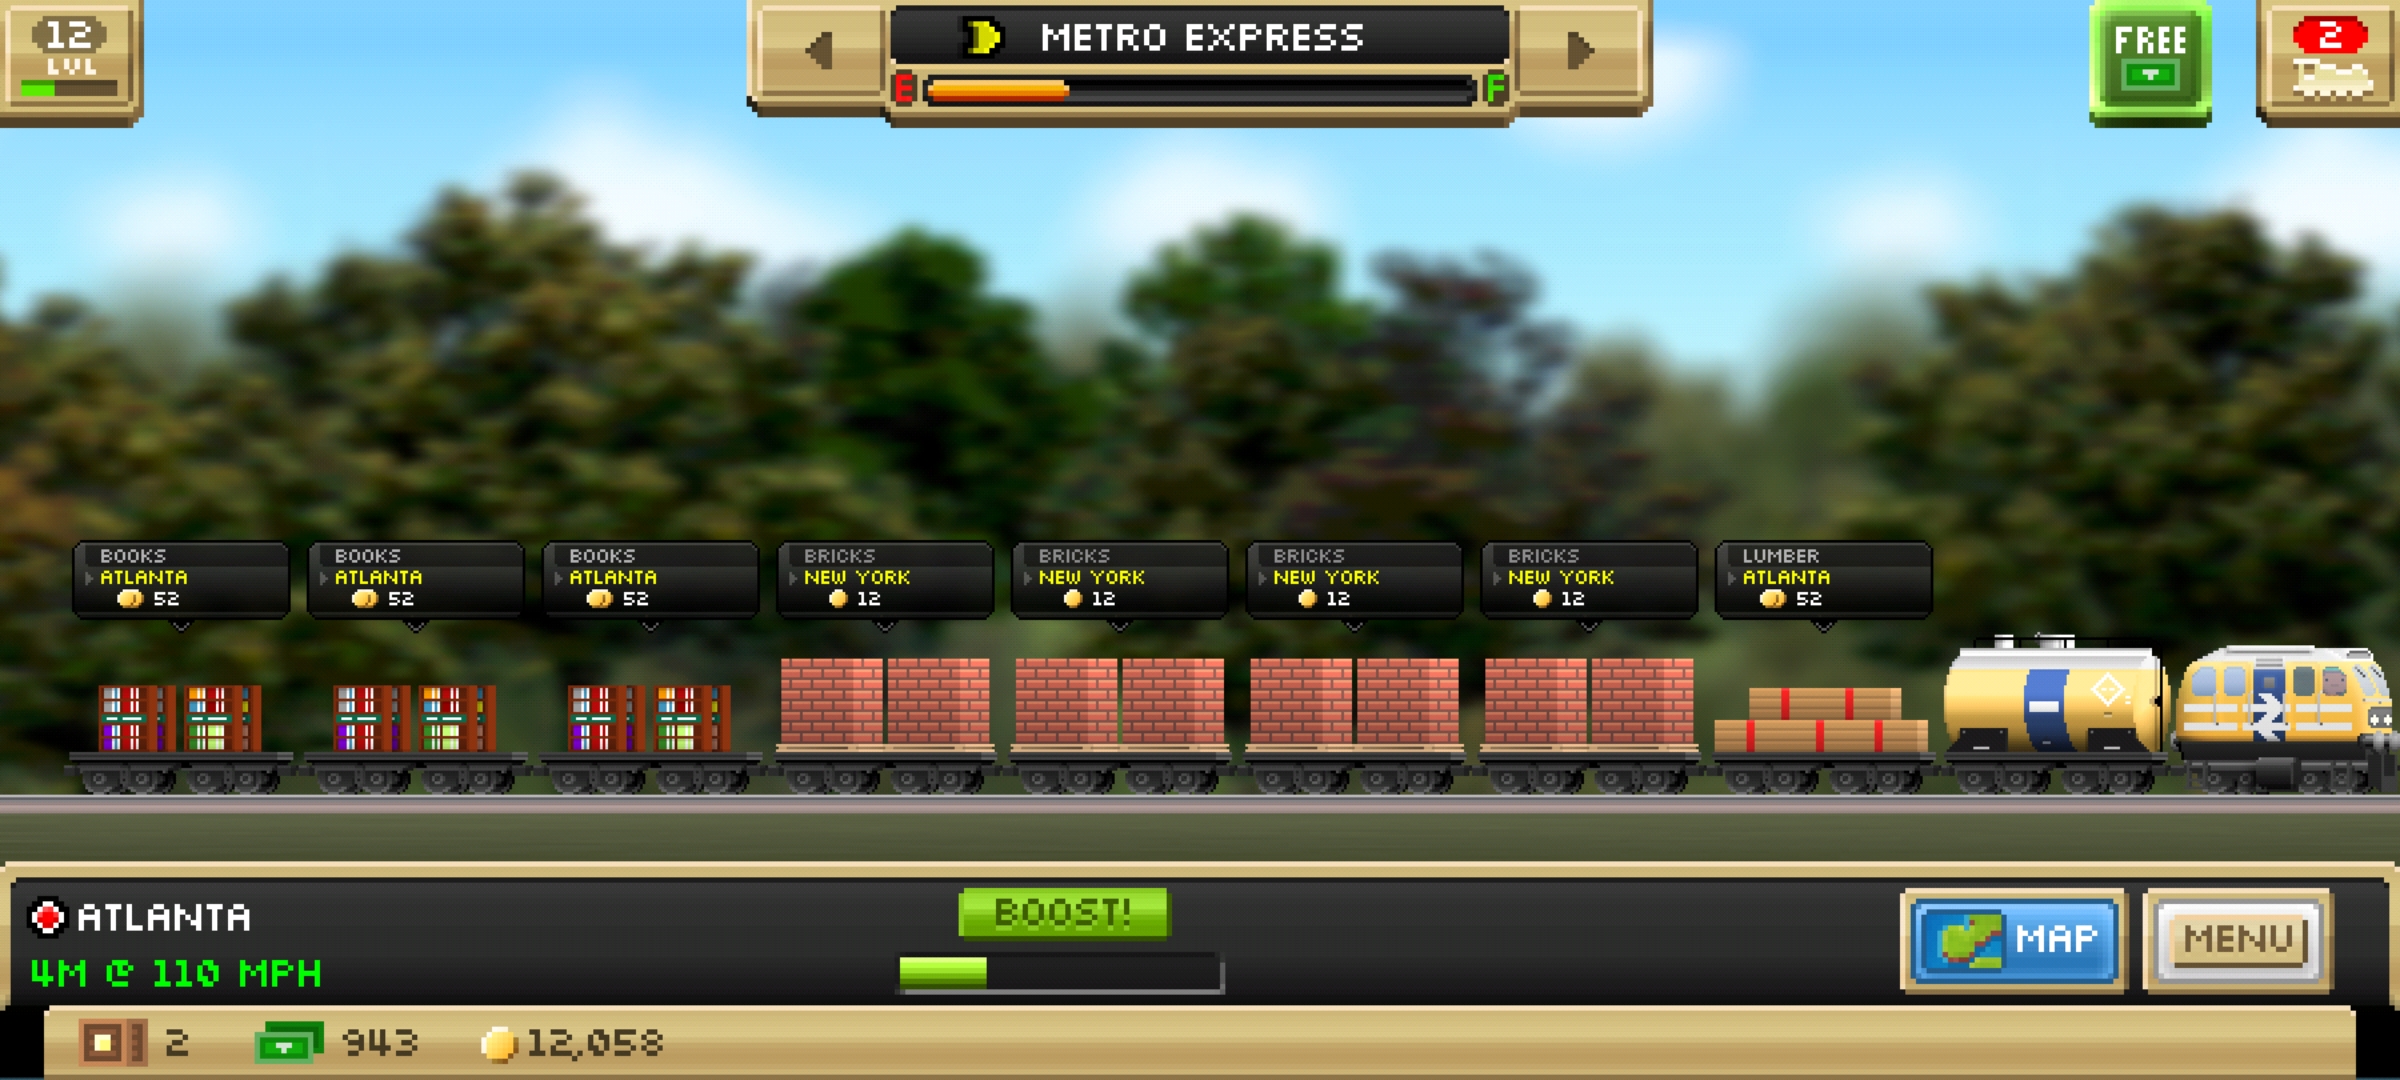 12
LVL
METRO EXPRESS
E F
FREE
2
BOOKS
ATLANTA
52
BOOKS
ATLANTA
52
BOOKS
ATLANTA
52
BRICKS
NEW YORK
12
BRICKS
NEW YORK
12
BRICKS
NEW YORK
12
BRICKS
NEW YORK
12
LUMBER
ATLANTA
52
ATLANTA
4M @ 110 MPH
BOOST!
MAP
MENU
2
943
12,058